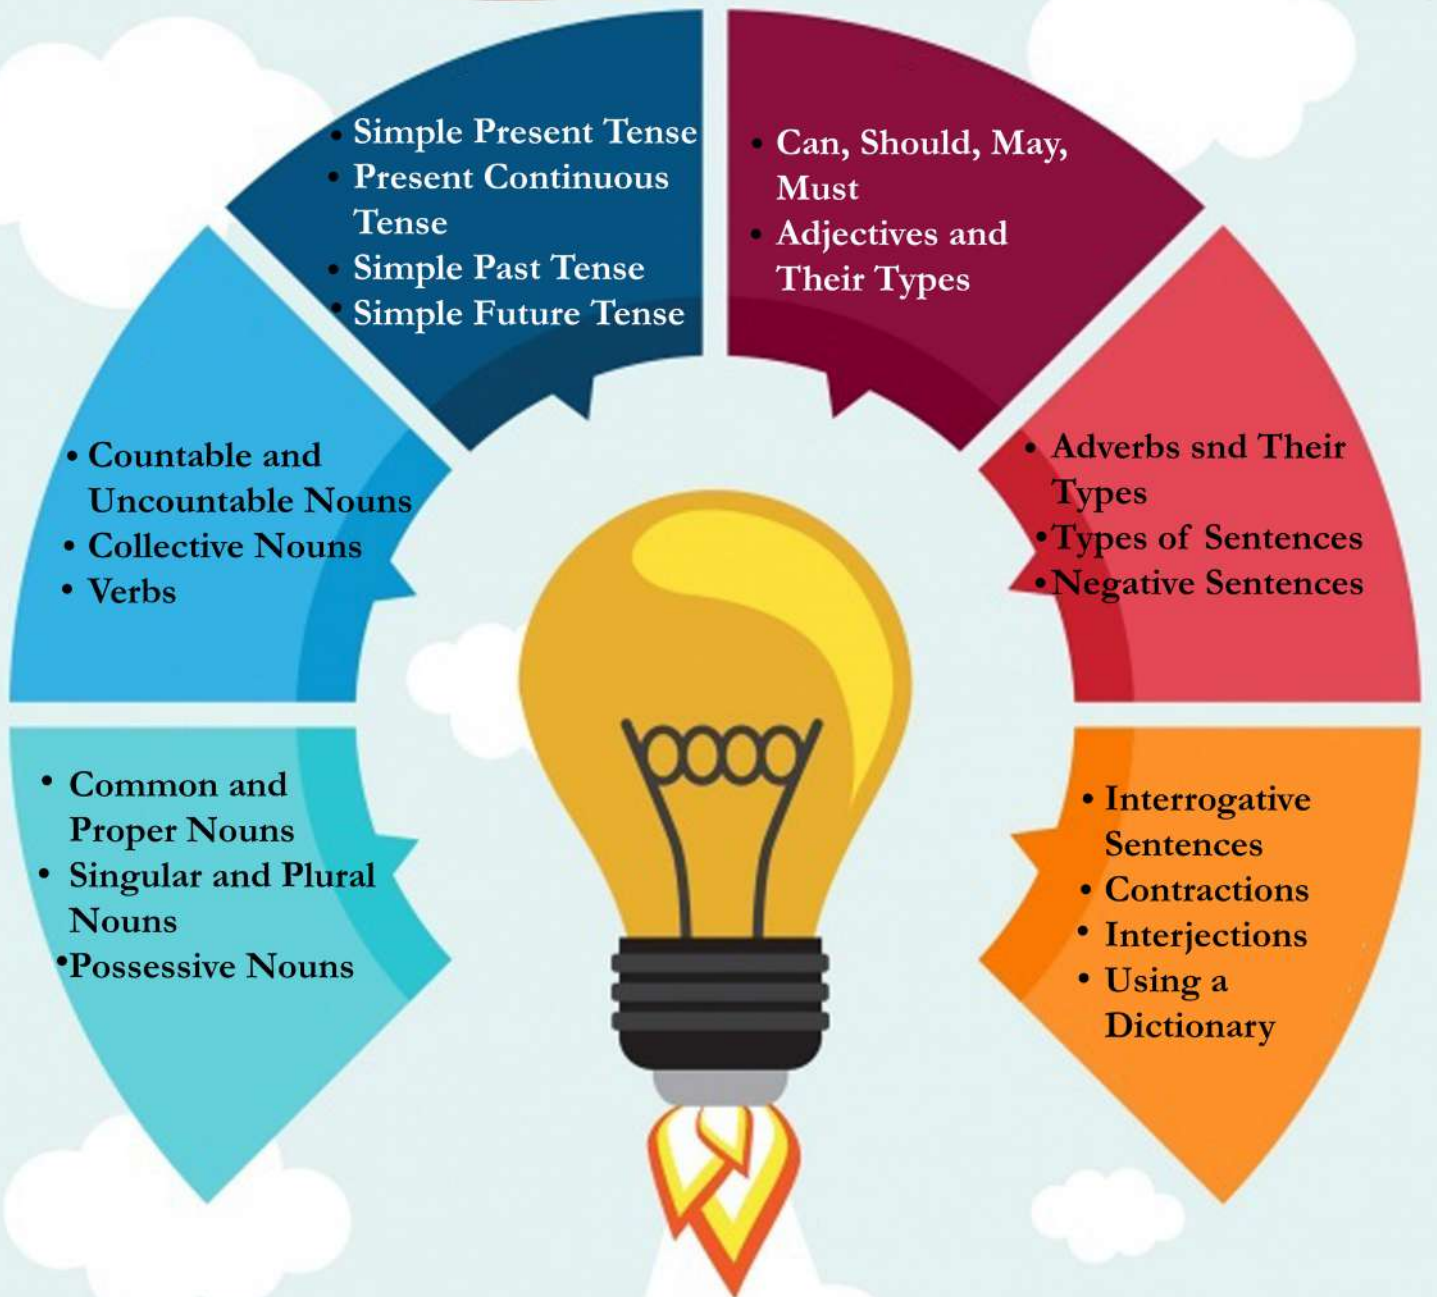 • Simple Present Tense
• Present Continuous
Tense
• Simple Past Tense
• Simple Future Tense
• Can, Should, May,
Must
• Adjectives and
Their Types
• Countable and
Uncountable Nouns
• Collective Nouns
• Verbs
• Adverbs snd Their
Types
• Types of Sentences
• Negative Sentences
• Common and
Proper Nouns
• Singular and Plural
Nouns
• Possessive Nouns
• Interrogative
Sentences
• Contractions
• Interjections
• Using a
Dictionary